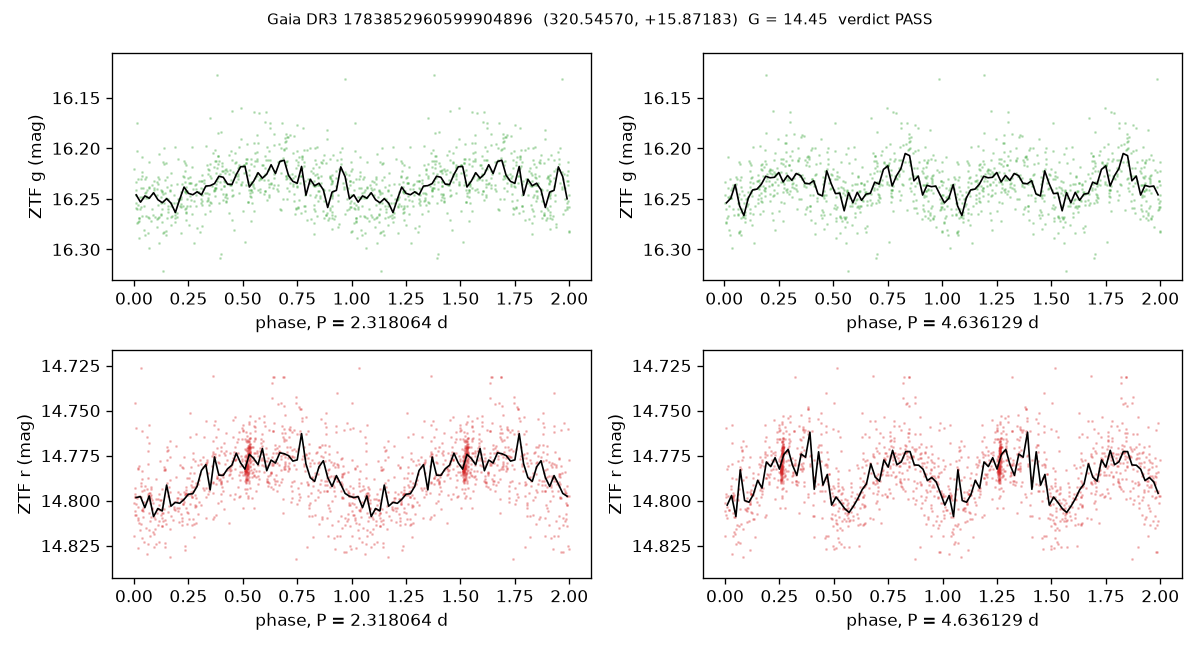 Gaia DR3 1783852960599904896  (320.54570, +15.87183)  G = 14.45  verdict PASS
ZTF g (mag)
16.15
16.20
16.25
16.30
0.00 0.25 0.50 0.75 1.00 1.25 1.50 1.75 2.00
phase, P = 2.318064 d
ZTF g (mag)
16.15
16.20
16.25
16.30
0.00 0.25 0.50 0.75 1.00 1.25 1.50 1.75 2.00
phase, P = 4.636129 d
ZTF r (mag)
14.725
14.750
14.775
14.800
14.825
0.00 0.25 0.50 0.75 1.00 1.25 1.50 1.75 2.00
phase, P = 2.318064 d
ZTF r (mag)
14.725
14.750
14.775
14.800
14.825
0.00 0.25 0.50 0.75 1.00 1.25 1.50 1.75 2.00
phase, P = 4.636129 d